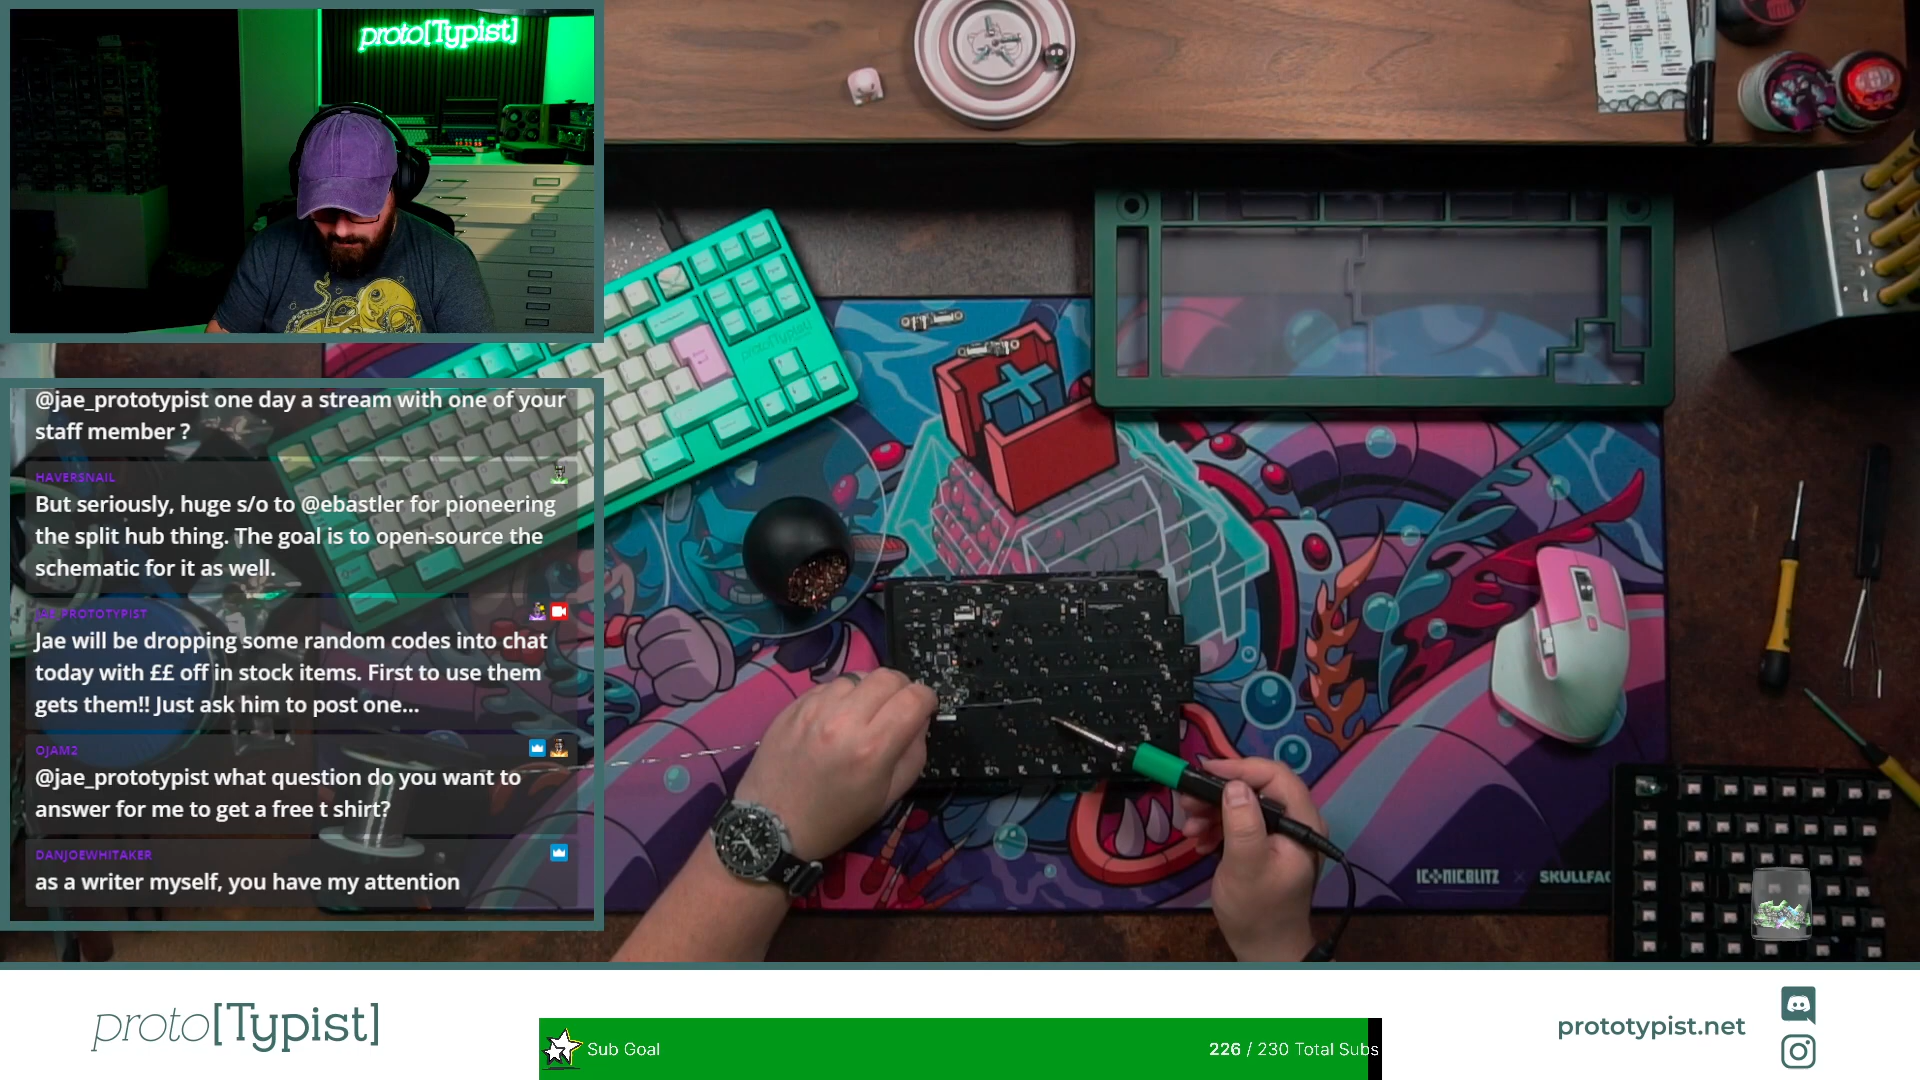 proto[Typist]
@jae_prototypist one day a stream with one of your
staff member ?
HAVERSNAIL
But seriously, huge s/o to @ebastler for pioneering
the split hub thing. The goal is to open-source the
schematic for it as well.
JAE_PROTOTYPIST
Jae will be dropping some random codes into chat
today with ££ off in stock items. First to use them
gets them!! Just ask him to post one...
OJAM2
@jae_prototypist what question do you want to
answer for me to get a free t shirt?
DANJOEWHITAKER
as a writer myself, you have my attention
proto[Typist]
SKULLFAC
proto[Typist]
Sub Goal
226 / 230 Total Subs
prototypist.net